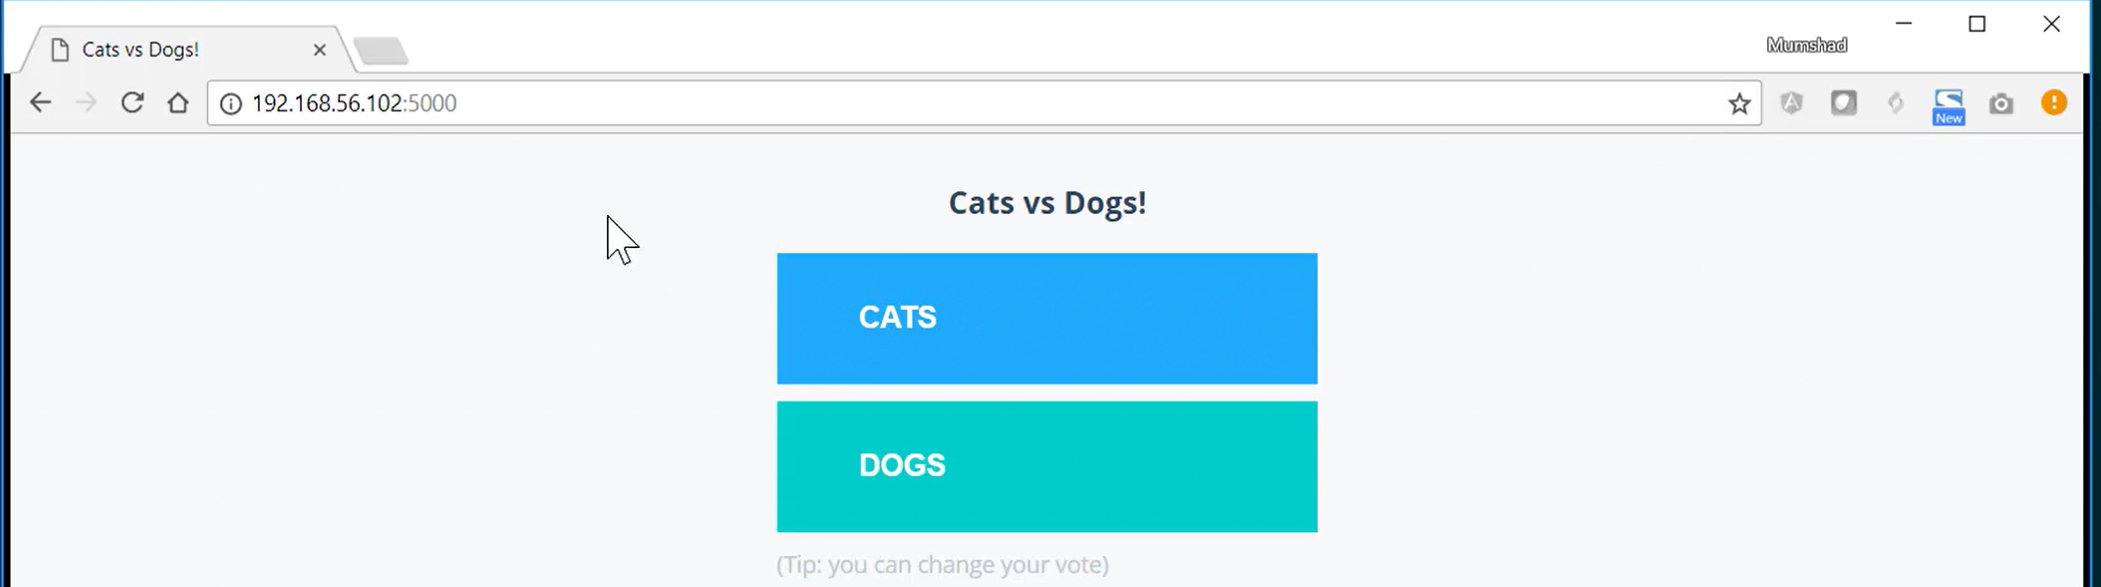 Cats vs Dogs!
Mumshad
192.168.56.102:5000
New
Cats vs Dogs!
CATS
DOGS
(Tip: you can change your vote)